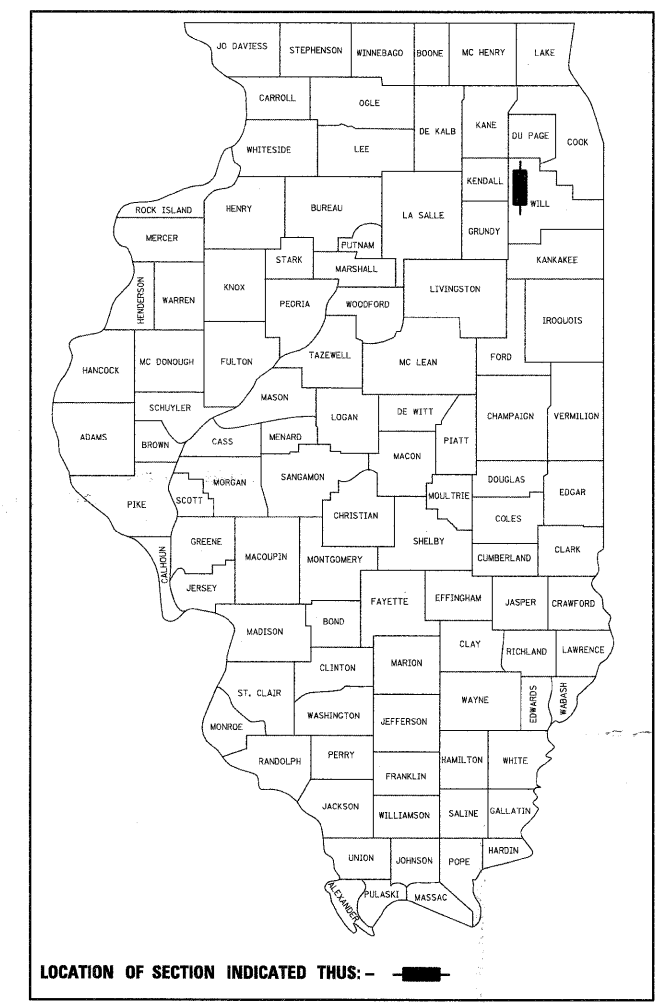 JO DAVIESS STEPHENSON WINNEBAGO BOONE MC HENRY LAKE
CARROLL OGLE DE KALB KANE DU PAGE COOK
WHITESIDE LEE
KENDALL WILL
ROCK ISLAND HENRY BUREAU LA SALLE
MERCER PUTNAM GRUNDY
STARK MARSHALL KANKAKEE
HENDERSON WARREN KNOX PEORIA WOODFORD LIVINGSTON IROQUOIS
HANCOCK MC DONOUGH FULTON TAZEWELL MC LEAN FORD
SCHUYLER MASON LOGAN DE WITT CHAMPAIGN VERMILION
ADAMS BROWN CASS MENARD MACON PIATT
PIKE SCOTT MORGAN SANGAMON MOULTRIE DOUGLAS EDGAR
CHRISTIAN COLES
CALHOUN GREENE MACOUPIN MONTGOMERY SHELBY CUMBERLAND CLARK
JERSEY FAYETTE EFFINGHAM JASPER CRAWFORD
MADISON BOND CLAY RICHLAND LAWRENCE
CLINTON MARION
ST. CLAIR WAYNE EDWARDS WABASH
MONROE WASHINGTON JEFFERSON
RANDOLPH PERRY HAMILTON WHITE
FRANKLIN
JACKSON WILLIAMSON SALINE GALLATIN
UNION JOHNSON POPE HARDIN
ALEXANDER PULASKI MASSAC
LOCATION OF SECTION INDICATED THUS: -